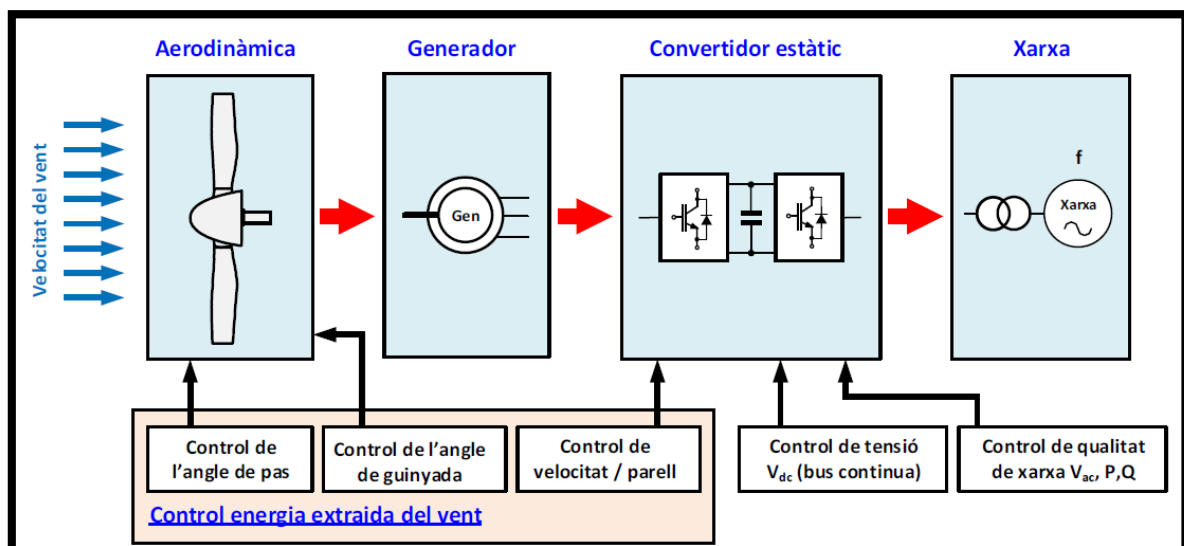 Aerodinàmica
Generador
Convertidor estàtic
Xarxa
Velocitat del vent
Gen
f
Xarxa
Control de
l'angle de pas
Control de l'angle
de guinyada
Control de
velocitat / parell
Control de tensió
Vdc (bus continua)
Control de qualitat
de xarxa Vac, P,Q
Control energia extraida del vent